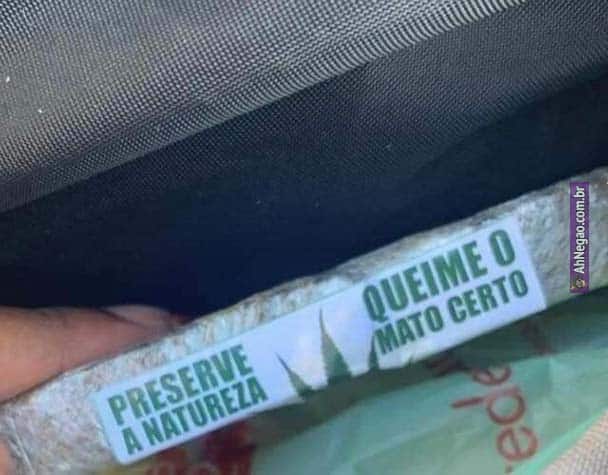 PRESERVE
A NATUREZA
QUEIME O
MATO CERTO
AhNegao.com.br